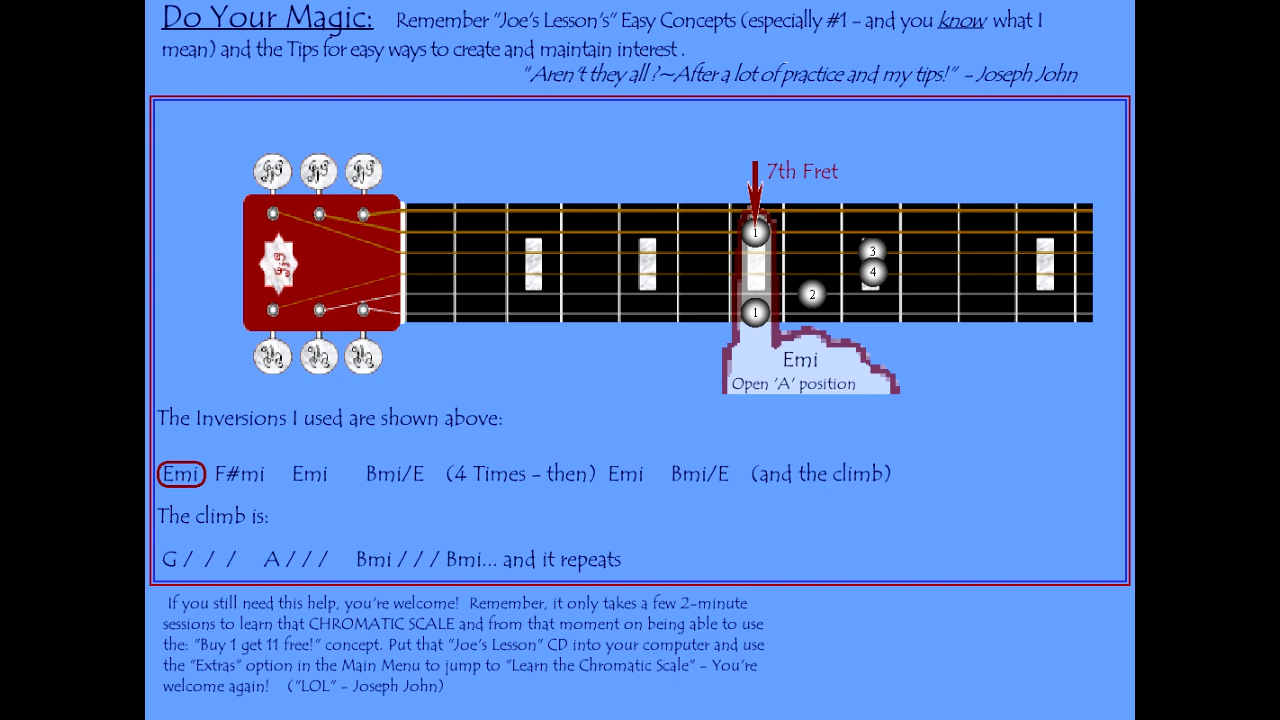 Do Your Magic: Remember "Joe's Lesson's" Easy Concepts (especially #1 - and you know what I
mean) and the Tips for easy ways to create and maintain interest .
"Aren't they all ?~After a lot of practice and my tips!" - Joseph John
7th Fret
1
3
4
2
1
Emi
Open 'A' position
The Inversions I used are shown above:
Emi F#mi Emi Bmi/E (4 Times - then) Emi Bmi/E (and the climb)
The climb is:
G / / / A / / / Bmi / / / Bmi... and it repeats
If you still need this help, you're welcome! Remember, it only takes a few 2-minute
sessions to learn that CHROMATIC SCALE and from that moment on being able to use
the: "Buy 1 get 11 free!" concept. Put that "Joe's Lesson" CD into your computer and use
the "Extras" option in the Main Menu to jump to "Learn the Chromatic Scale" - You're
welcome again! ("LOL" - Joseph John)